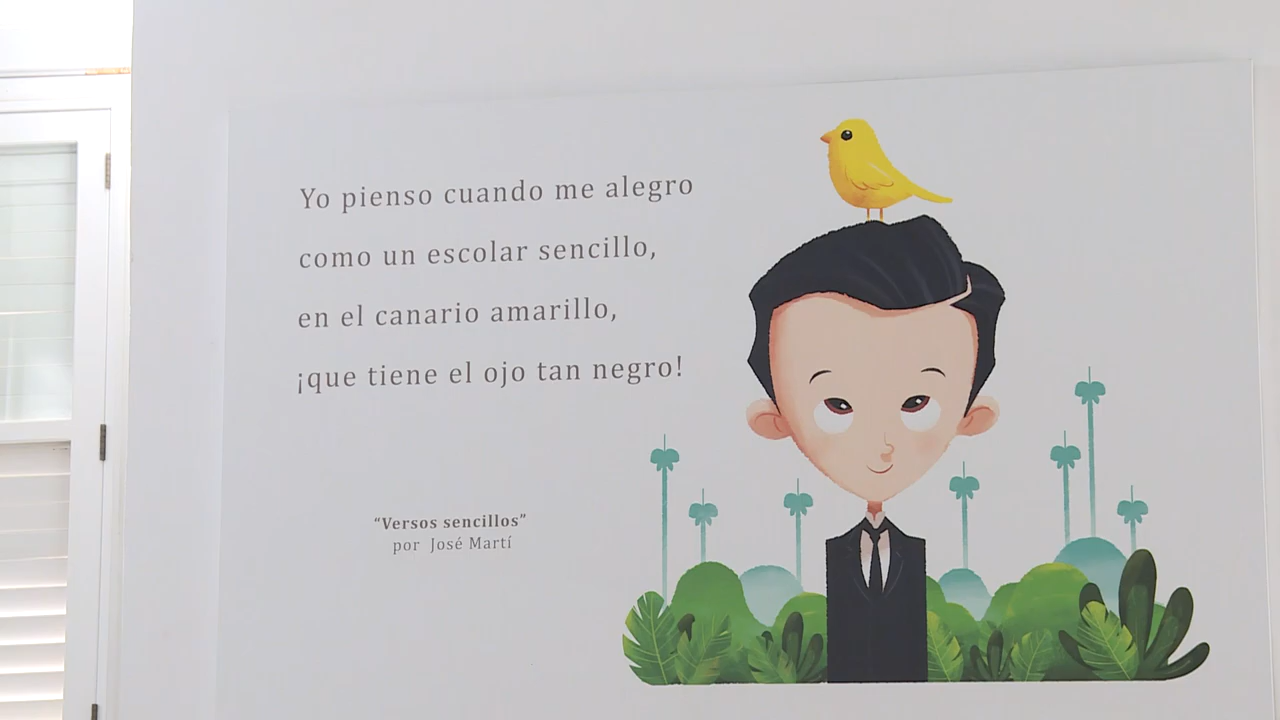 Yo pienso cuando me alegro
como un escolar sencillo,
en el canario amarillo,
¡que tiene el ojo tan negro!
“Versos sencillos”
por José Martí